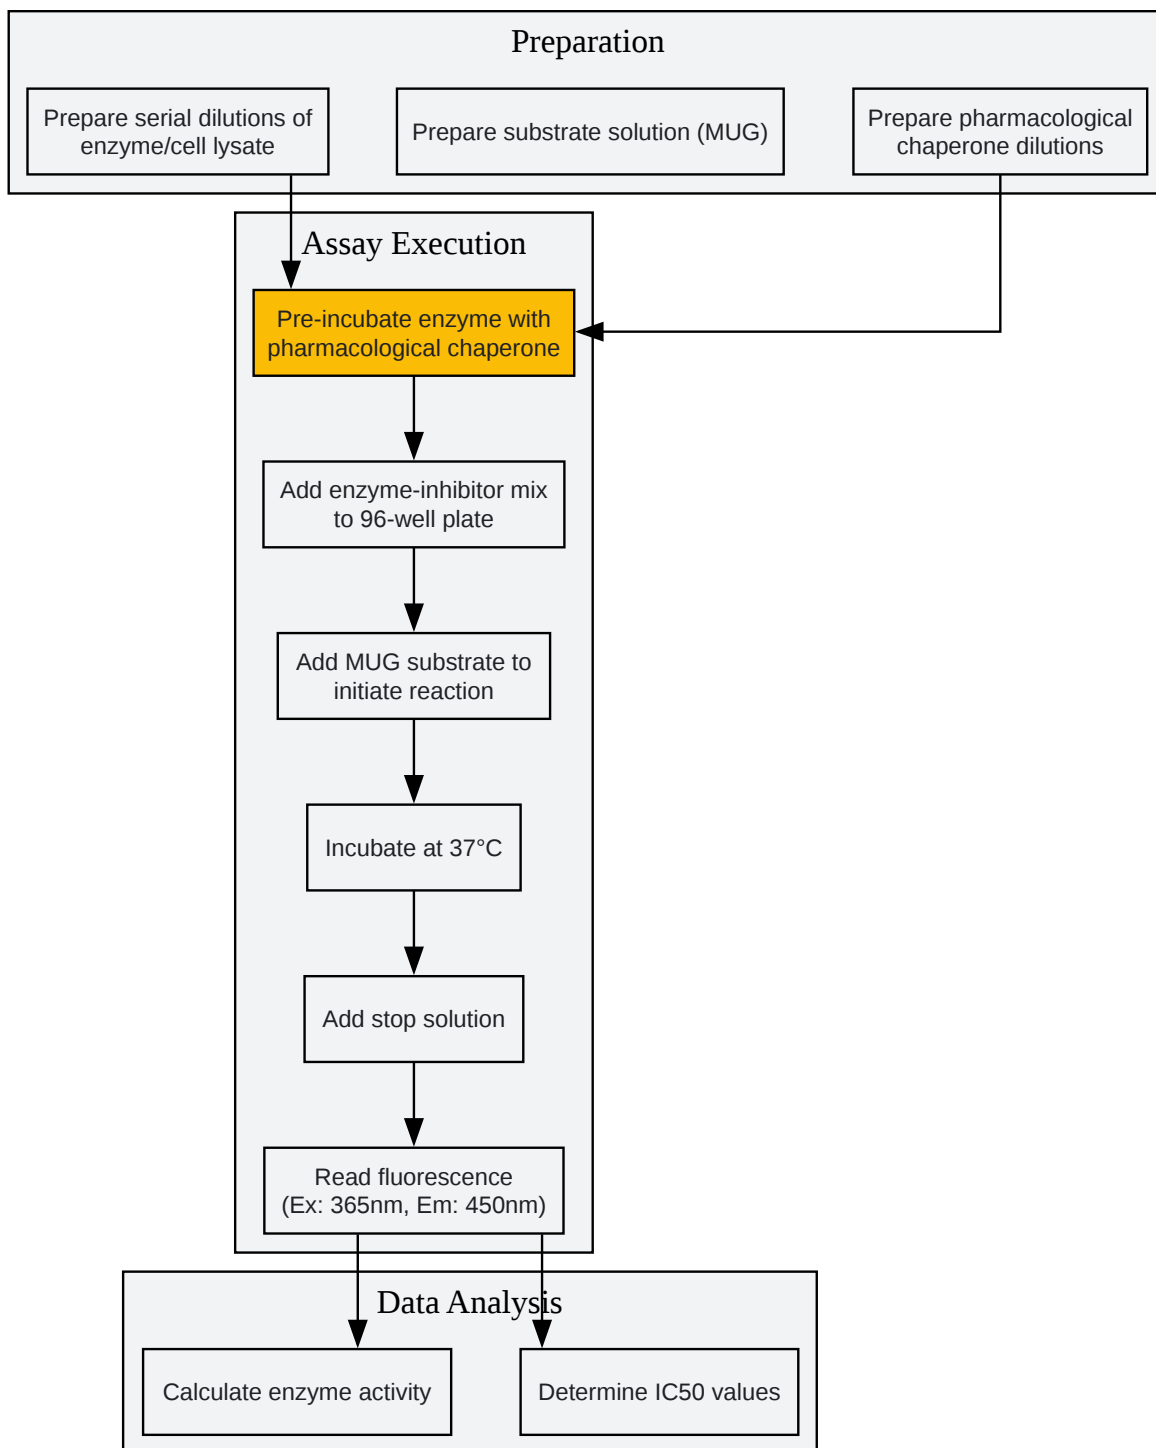 Preparation
Prepare serial dilutions of
enzyme/cell lysate
Prepare substrate solution (MUG)
Prepare pharmacological
chaperone dilutions
Assay Execution
Pre-incubate enzyme with
pharmacological chaperone
Add enzyme-inhibitor mix
to 96-well plate
Add MUG substrate to
initiate reaction
Incubate at 37°C
Add stop solution
Read fluorescence
(Ex: 365nm, Em: 450nm)
Data Analysis
Calculate enzyme activity
Determine IC50 values